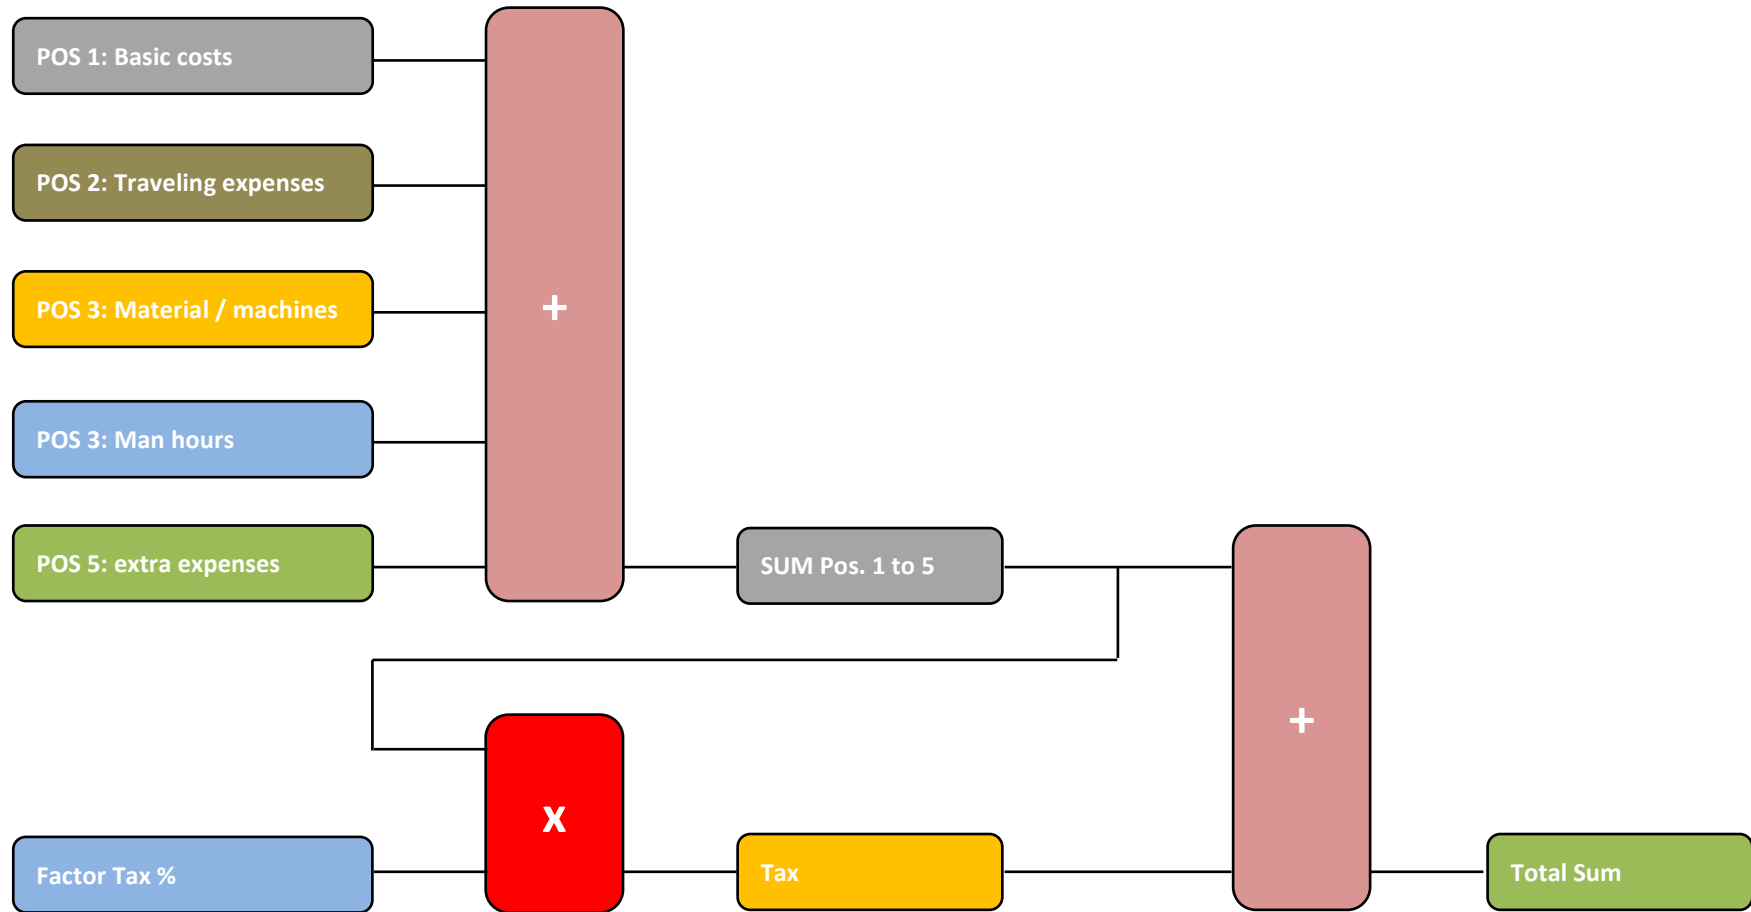 POS 1: Basic costs
POS 2: Traveling expenses
POS 3: Material / machines
+
POS 3: Man hours
POS 5: extra expenses
SUM Pos. 1 to 5
+
x
Factor Tax %
Tax
Total Sum